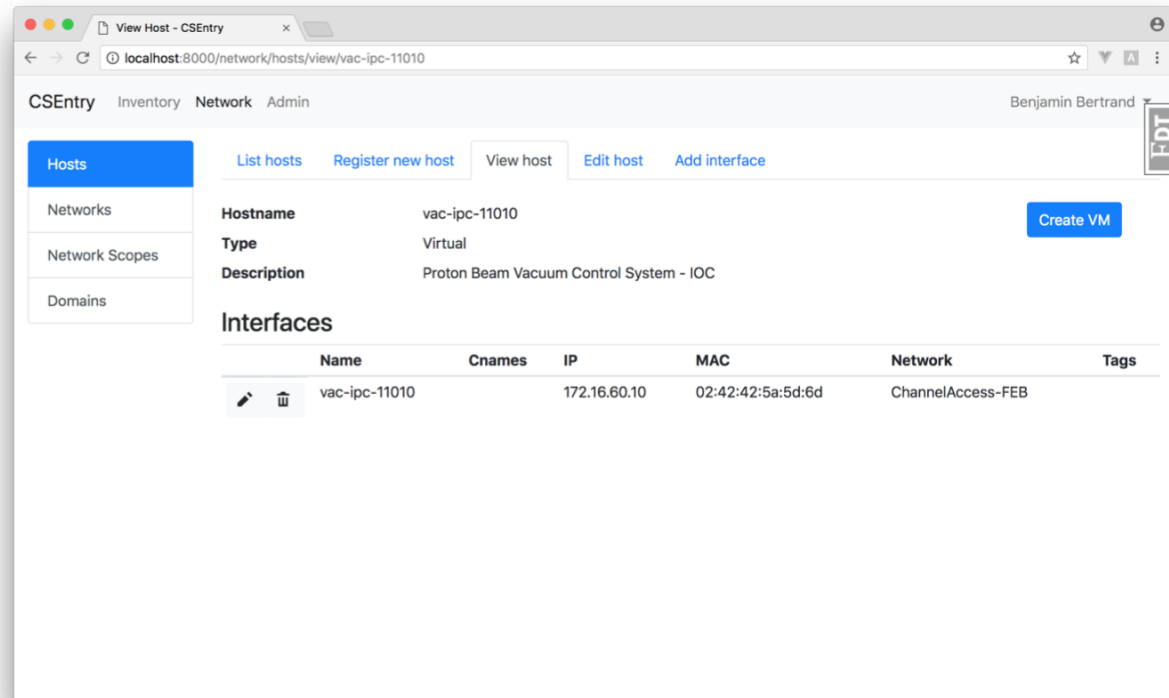 View Host - CSEntry
localhost:8000/network/hosts/view/vac-ipc-11010
A
CSEntry Inventory Network Admin Benjamin Bertrand
FDT
Hosts
Networks
Network Scopes
Domains
List hosts Register new host View host Edit host Add interface
Hostname vac-ipc-11010
Create VM
Type Virtual
Description Proton Beam Vacuum Control System - IOC
Interfaces
Name Cnames IP MAC Network Tags
vac-ipc-11010 172.16.60.10 02:42:42:5a:5d:6d ChannelAccess-FEB